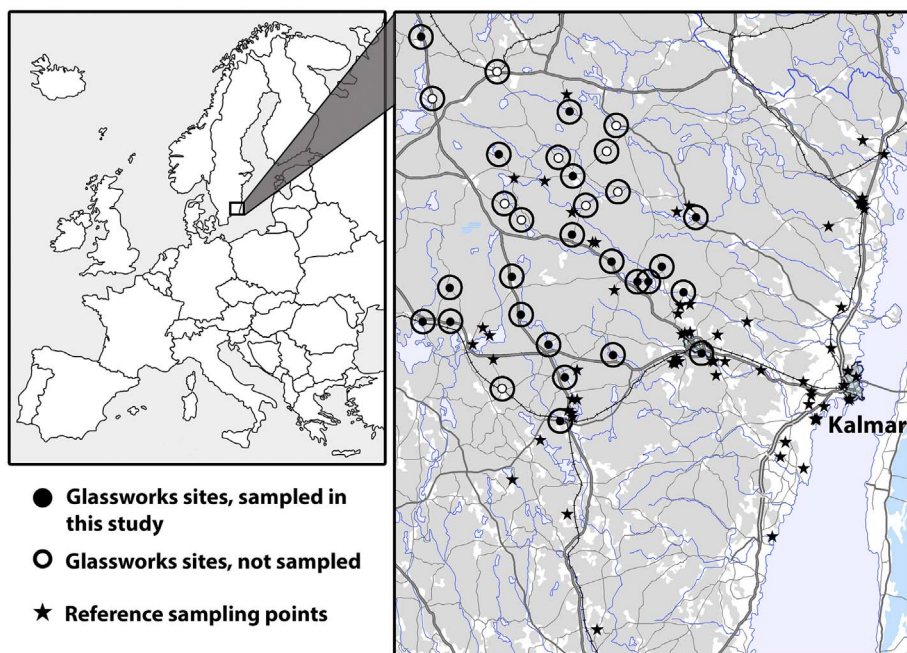 Kalmar
Glassworks sites, sampled in
this study
Glassworks sites, not sampled
Reference sampling points